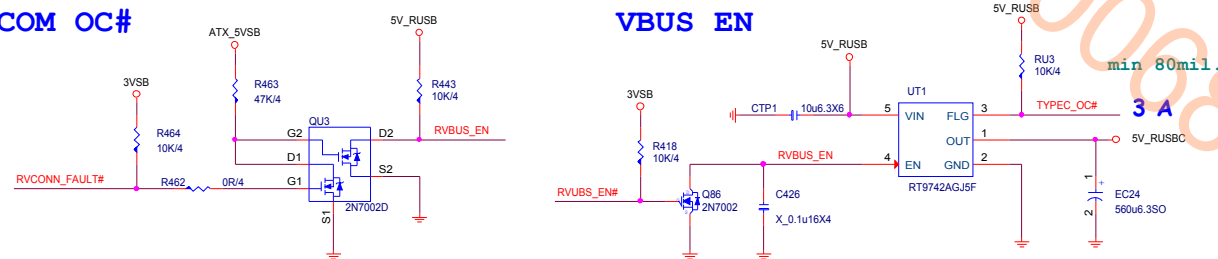 COM OC#
ATX_5VSB
5V_RUSB
3VSB
R463
47K/4
R443
10K/4
R464
10K/4
QU3
G2
D2
RVBUS_EN
D1
S2
RVCONN_FAULT#
R462
0R/4
G1
S1
2N7002D
VBUS EN
5V_RUSB
5V_RUSB
RU3
10K/4
min 80mil.
3VSB
CTP1
10u6.3X6
UT1
5
VIN
FLG
3
TYPEC_OC#
3 A
OUT
1
5V_RUSBC
R418
10K/4
RVBUS_EN
4
EN
GND
2
RT9742AGJ5F
RVUBS_EN#
Q86
2N7002
C426
X_0.1u16X4
1
+
EC24
560u6.3SO
2